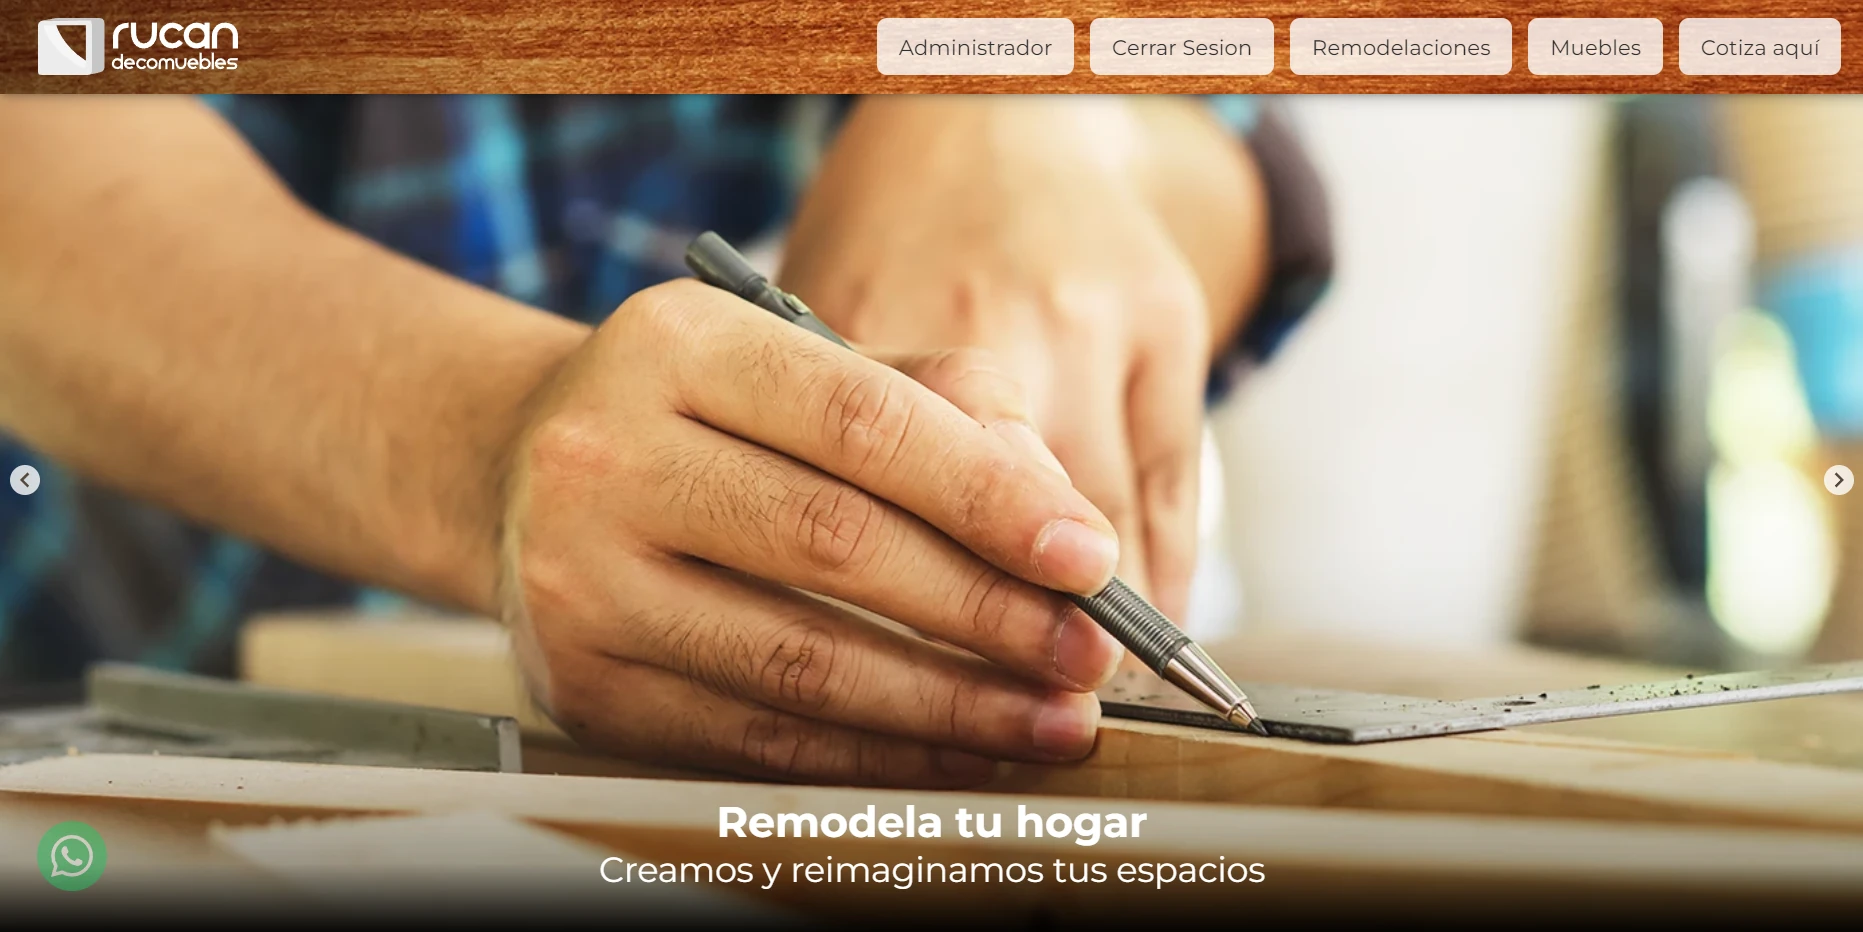 rucan
decomuebles
Administrador
Cerrar Sesion
Remodelaciones
Muebles
Cotiza aquí
Remodela tu hogar
Creamos y reimaginamos tus espacios